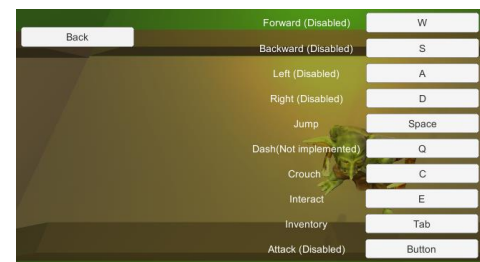 Back
Forward (Disabled) W
Backward (Disabled) S
Left (Disabled) A
Right (Disabled) D
Jump Space
Dash(Not implemented) Q
Crouch C
Interact E
Inventory Tab
Attack (Disabled) Button